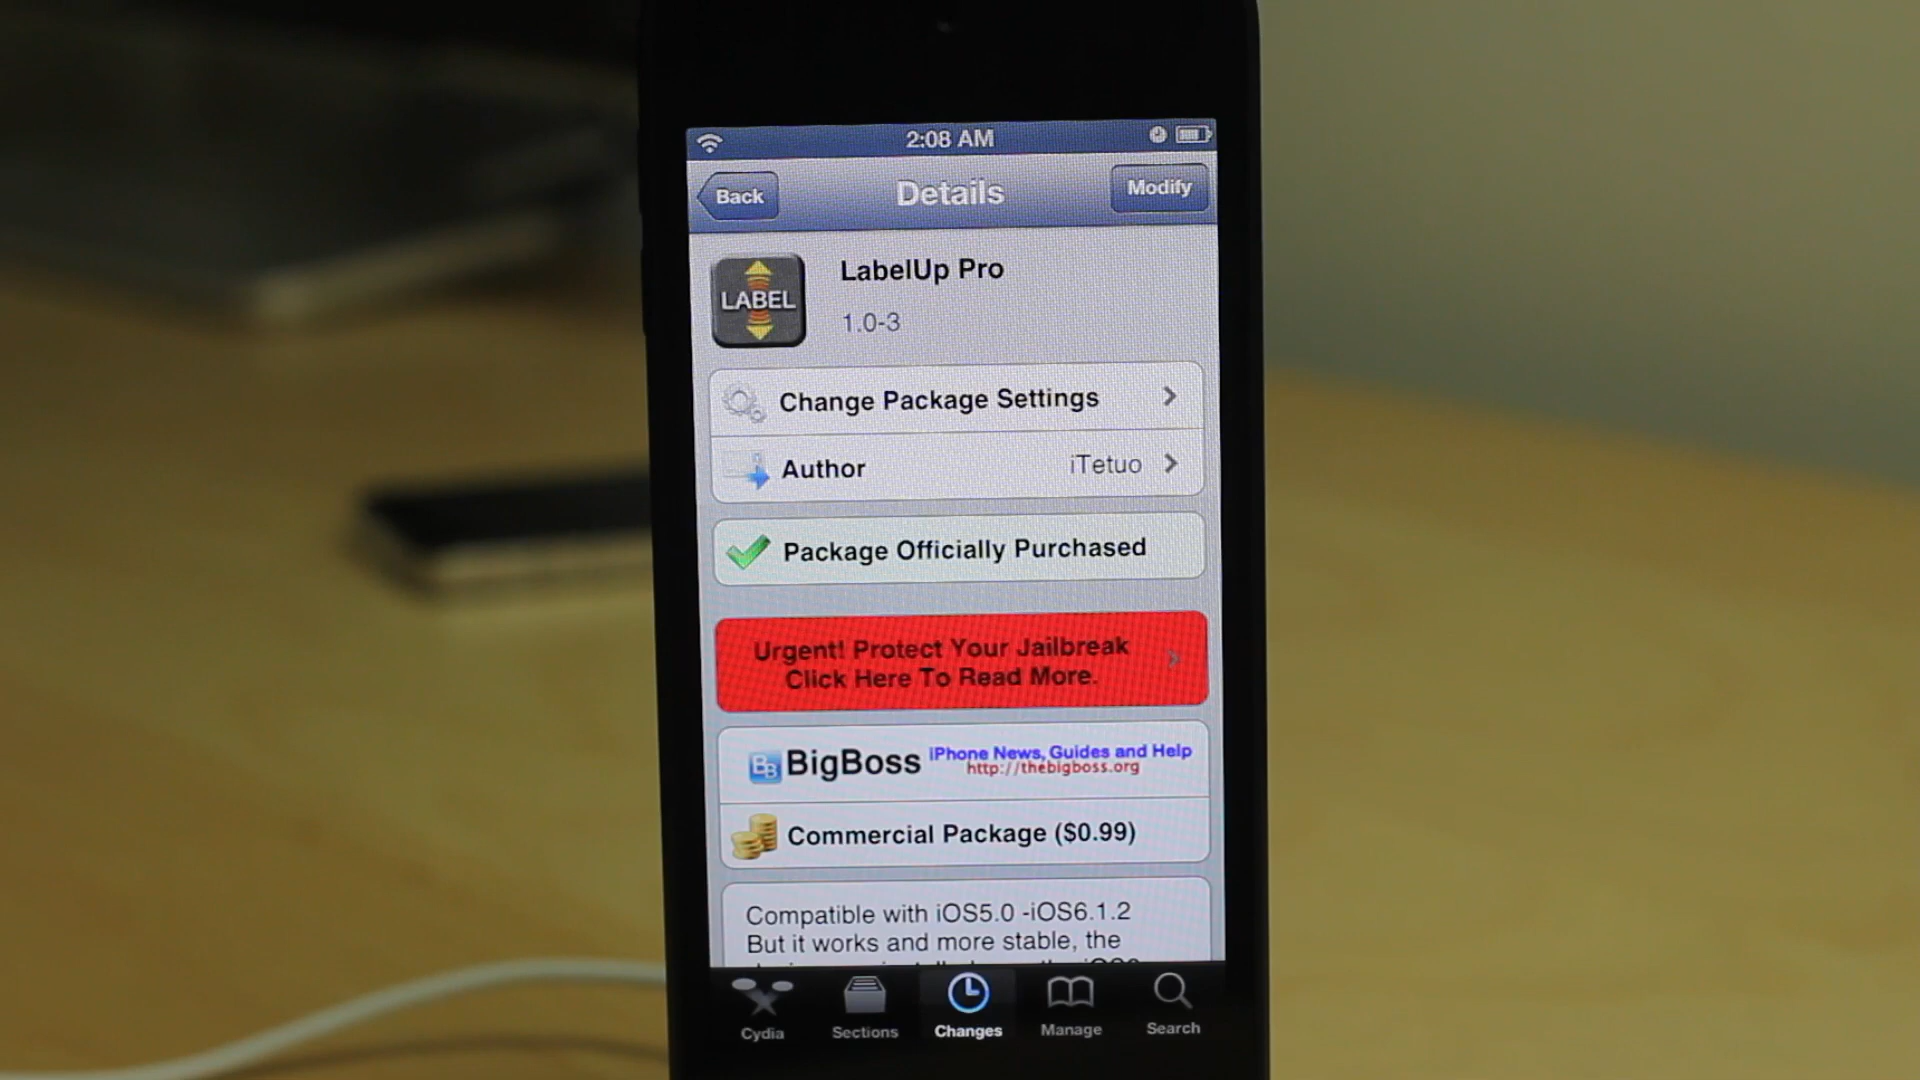 2:08 AM
Back
Details
Modify
LABEL
LabelUp Pro
1.0-3
Change Package Settings
Author
iTetuo
Package Officially Purchased
Urgent! Protect Your Jailbreak
Click Here To Read More.
BB BigBoss
iPhone News, Guides and Help
http://thebigboss.org
Commercial Package ($0.99)
Compatible with iOS5.0 -iOS6.1.2
But it works and more stable, the
Cydia
Sections
Changes
Manage
Search